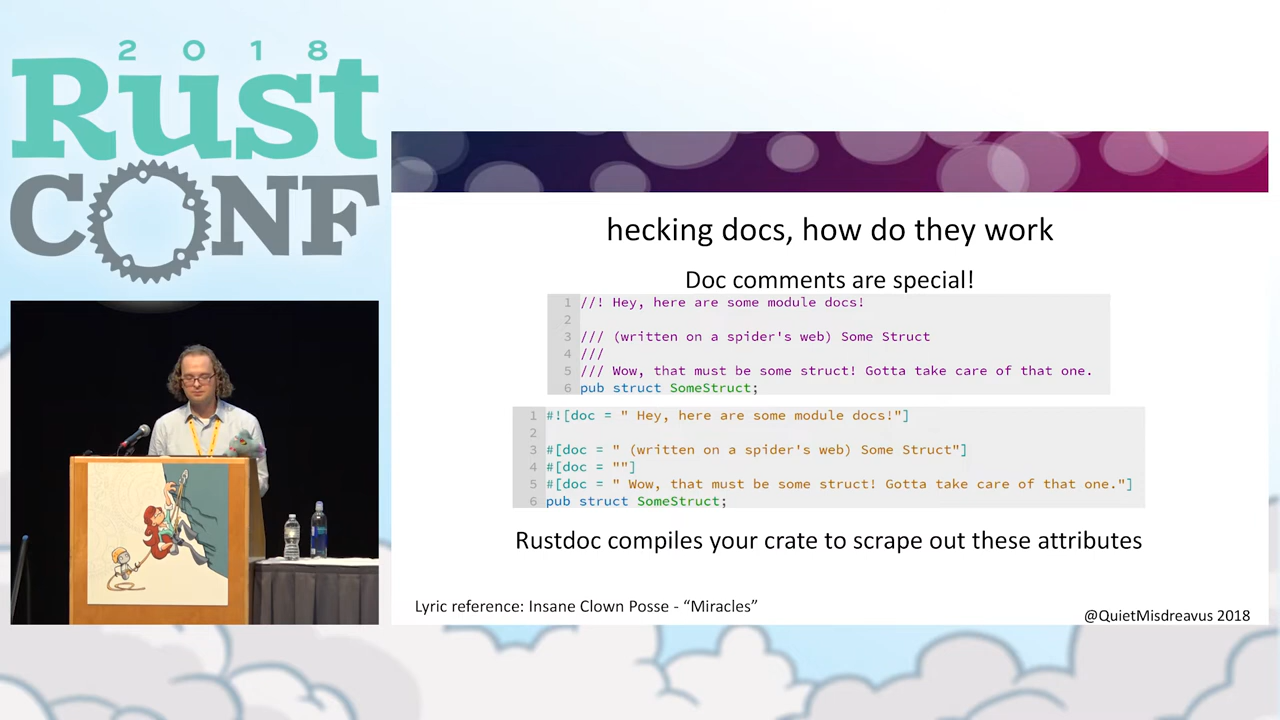 2 0 1 8
Rust
CONF
hecking docs, how do they work
Doc comments are special!
1 //! Hey, here are some module docs!
2
3 /// (written on a spider's web) Some Struct
4 ///
5 /// Wow, that must be some struct! Gotta take care of that one.
6 pub struct SomeStruct;
1 #![doc = " Hey, here are some module docs!"]
2
3 #[doc = " (written on a spider's web) Some Struct"]
4 #[doc = ""]
5 #[doc = " Wow, that must be some struct! Gotta take care of that one."]
6 pub struct SomeStruct;
Rustdoc compiles your crate to scrape out these attributes
Lyric reference: Insane Clown Posse - “Miracles”
@QuietMisdreavus 2018